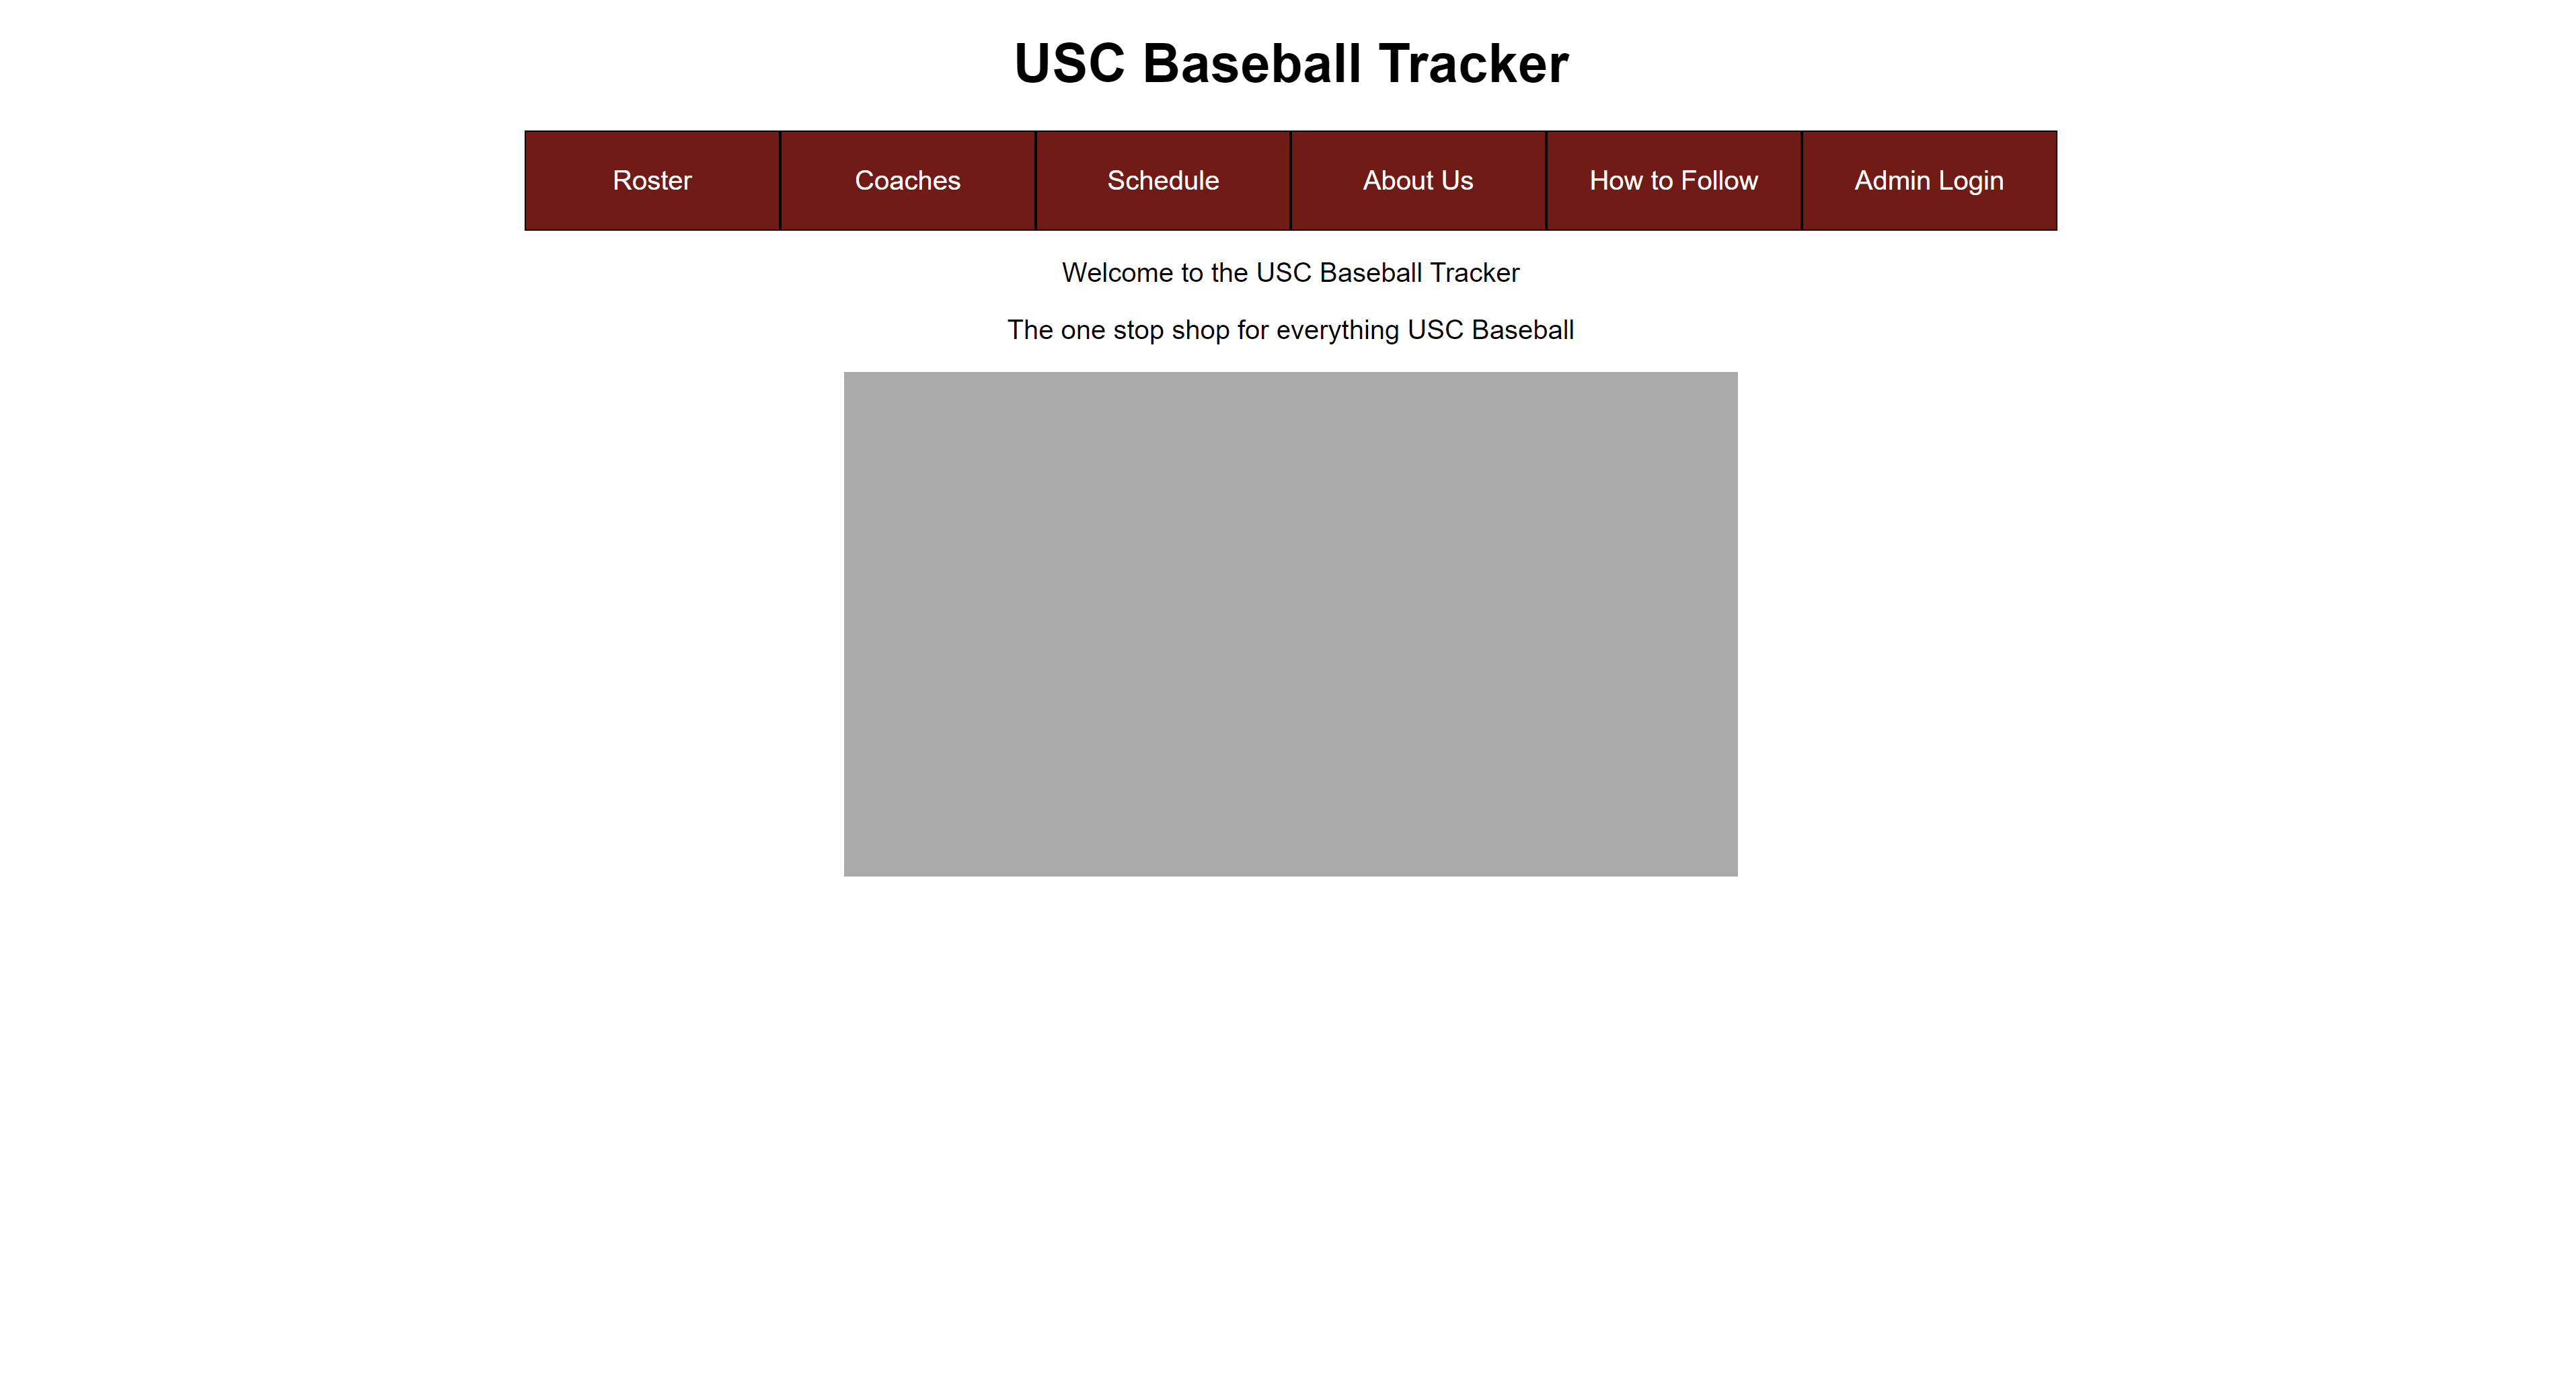 USC Baseball Tracker
Roster Coaches Schedule About Us How to Follow Admin Login
Welcome to the USC Baseball Tracker
The one stop shop for everything USC Baseball